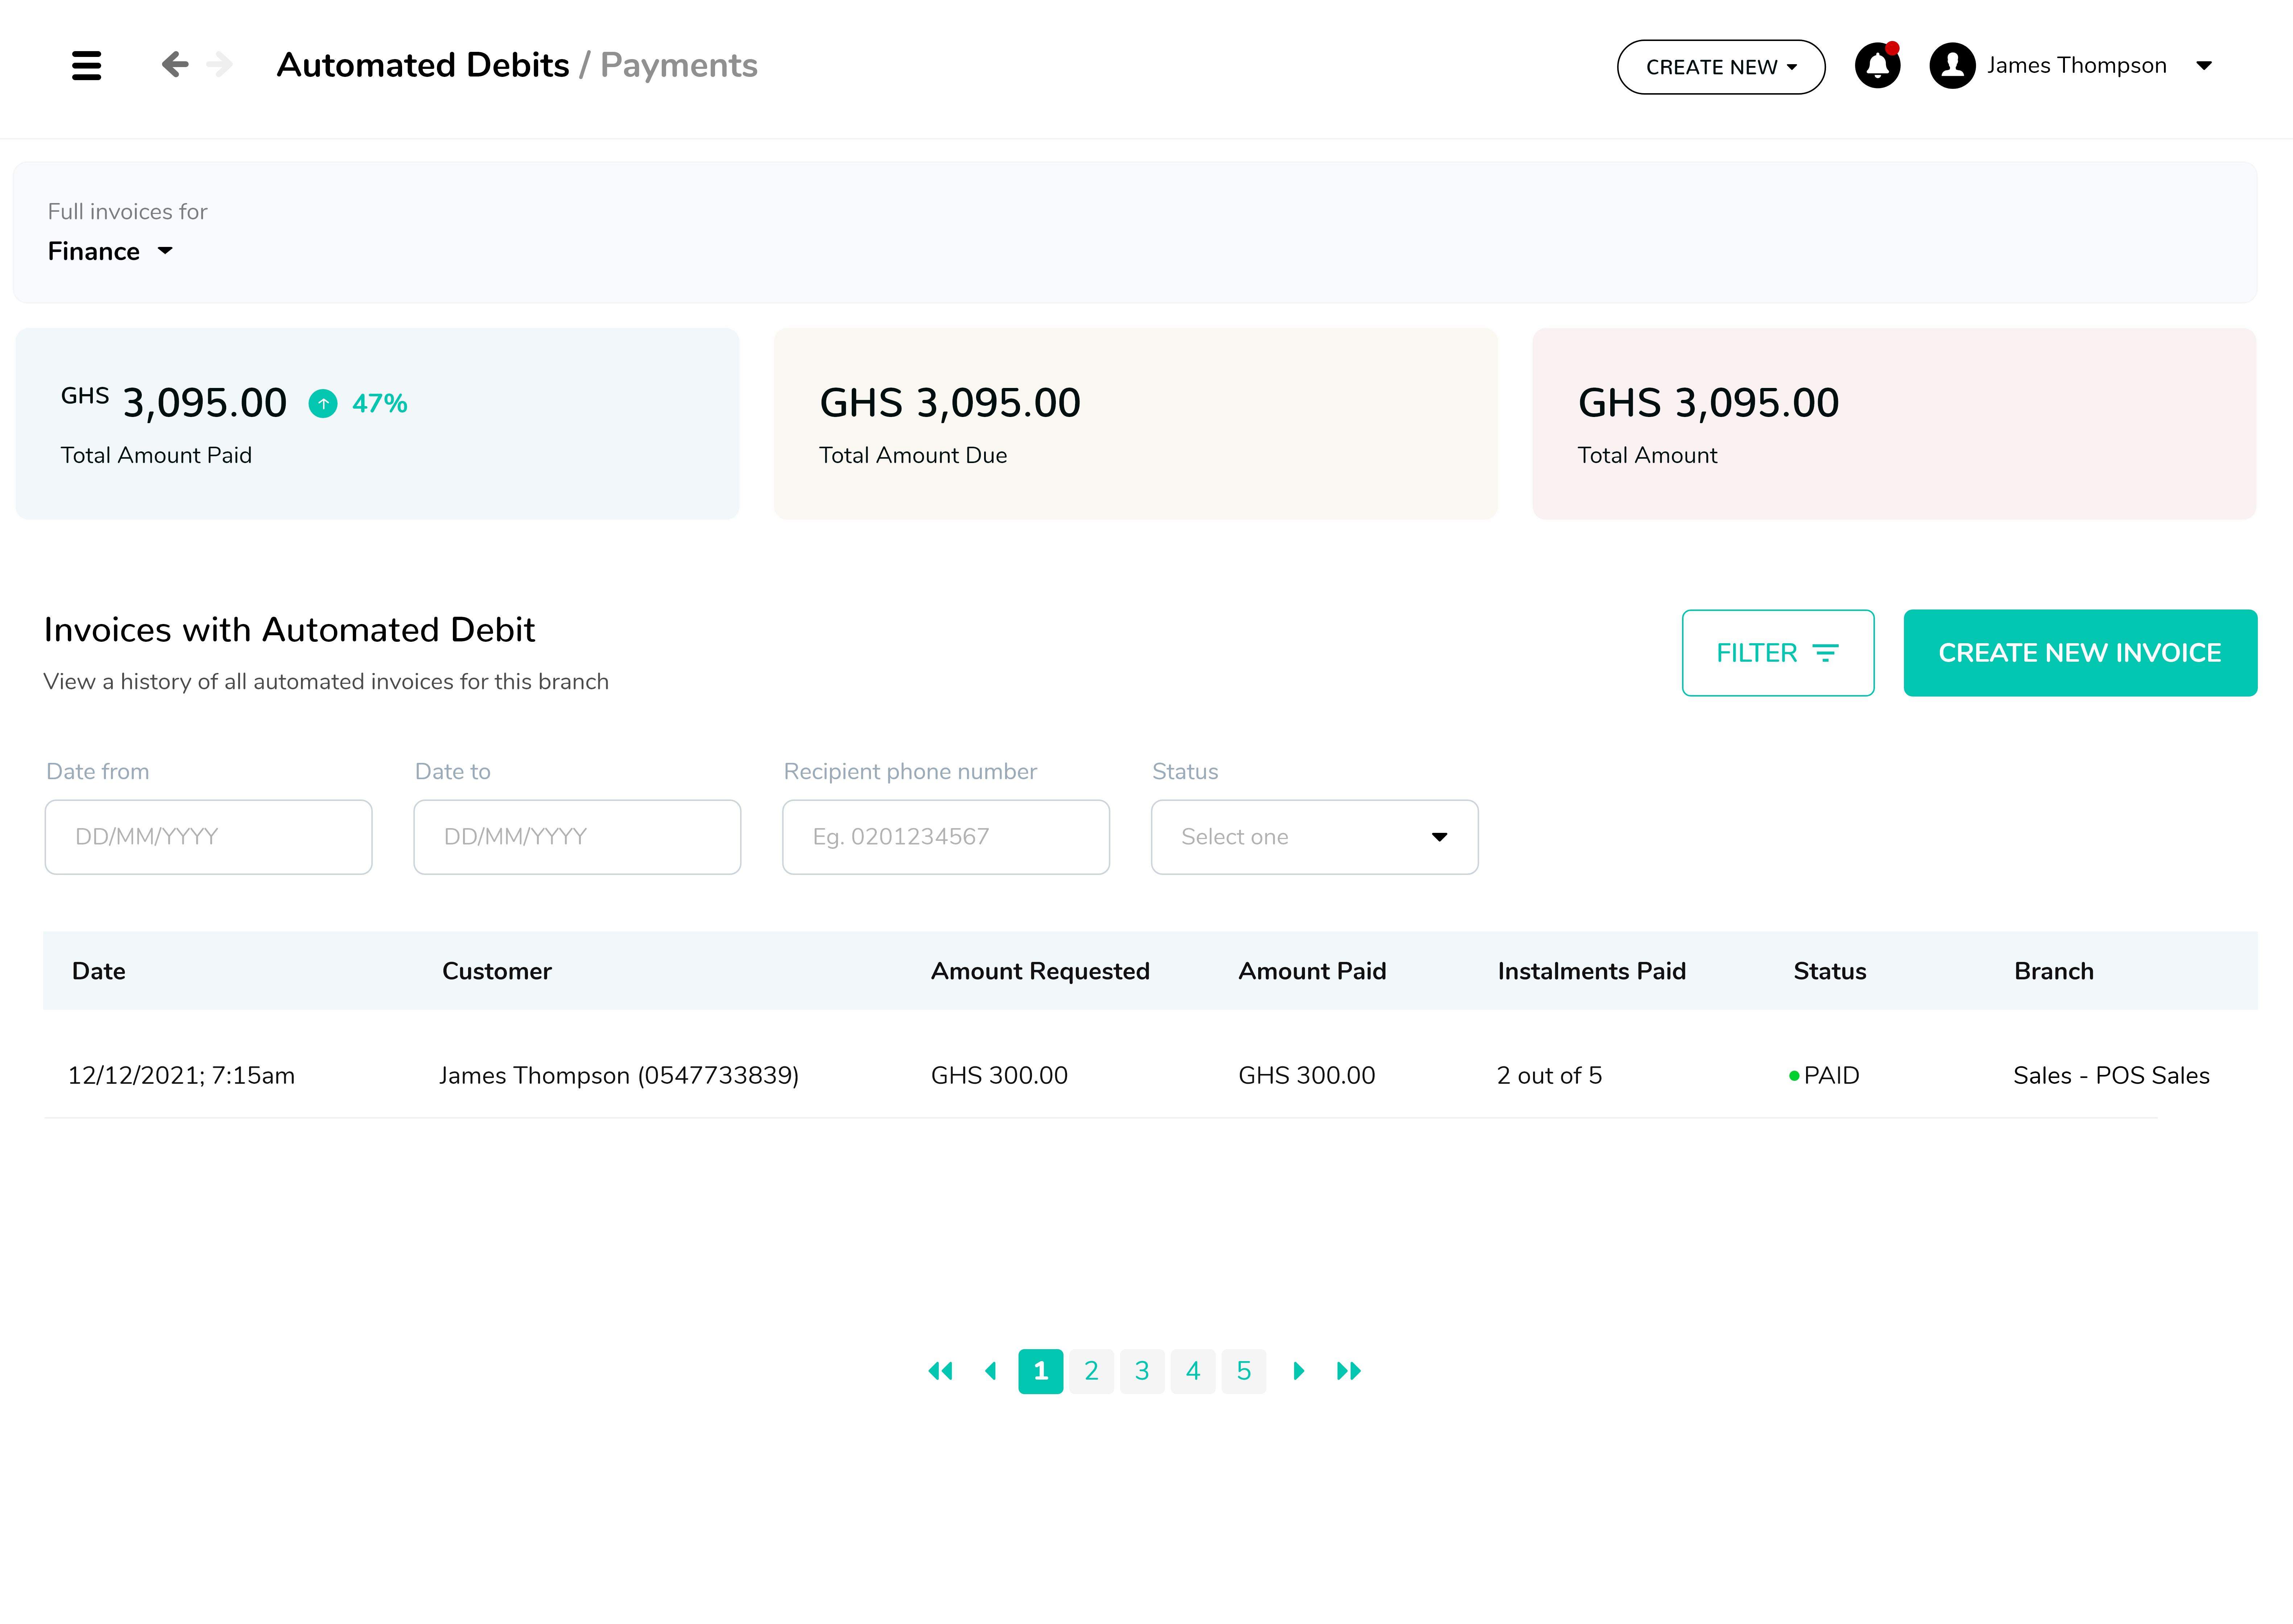 Automated Debits / Payments
CREATE NEW
James Thompson
Full invoices for
Finance
GHS 3,095.00 47%
Total Amount Paid
GHS 3,095.00
Total Amount Due
GHS 3,095.00
Total Amount
Invoices with Automated Debit
View a history of all automated invoices for this branch
FILTER
CREATE NEW INVOICE
Date from
Date to
Recipient phone number
Status
DD/MM/YYYY
DD/MM/YYYY
Eg. 0201234567
Select one
Date Customer Amount Requested Amount Paid Instalments Paid Status Branch
12/12/2021; 7:15am James Thompson (0547733839) GHS 300.00 GHS 300.00 2 out of 5 PAID Sales - POS Sales
1 2 3 4 5